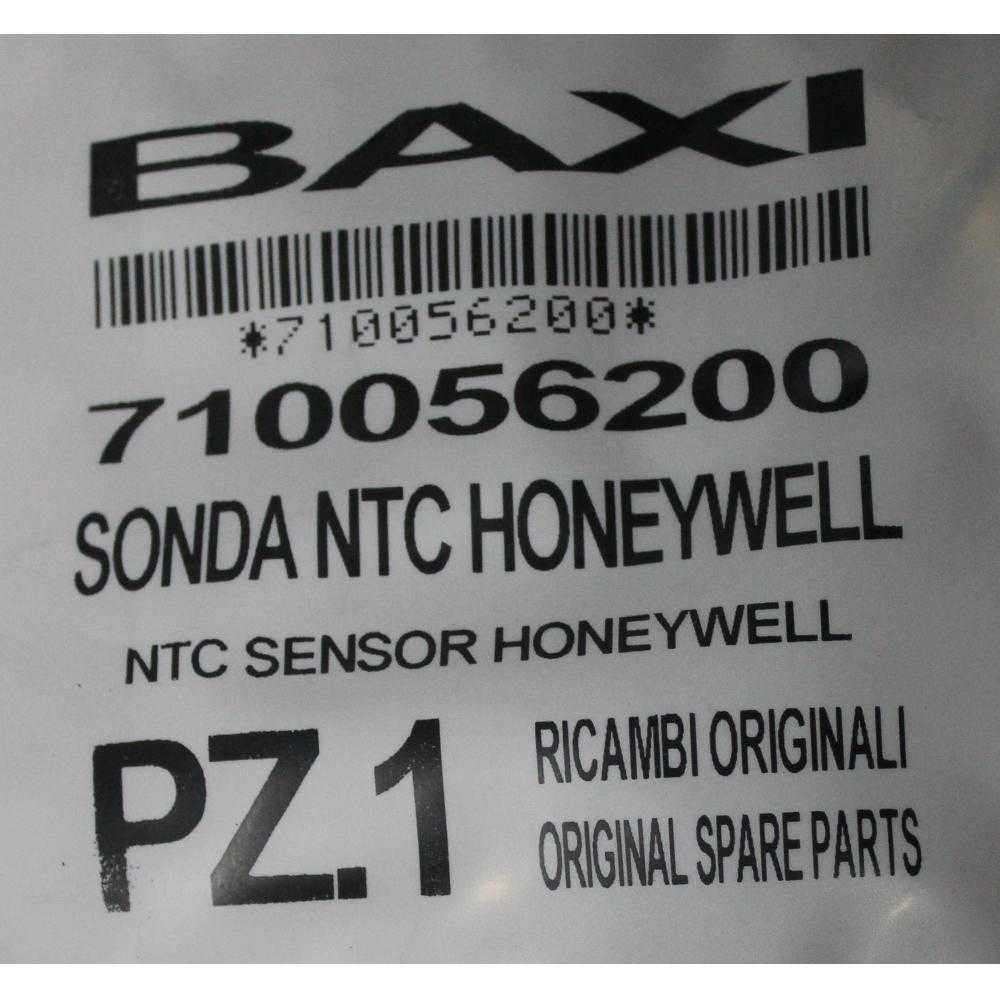 BAXI
*710056200*
710056200
SONDA NTC HONEYWELL
NTC SENSOR HONEYWELL
PZ.1
RICAMBI ORIGINALI
ORIGINAL SPARE PARTS